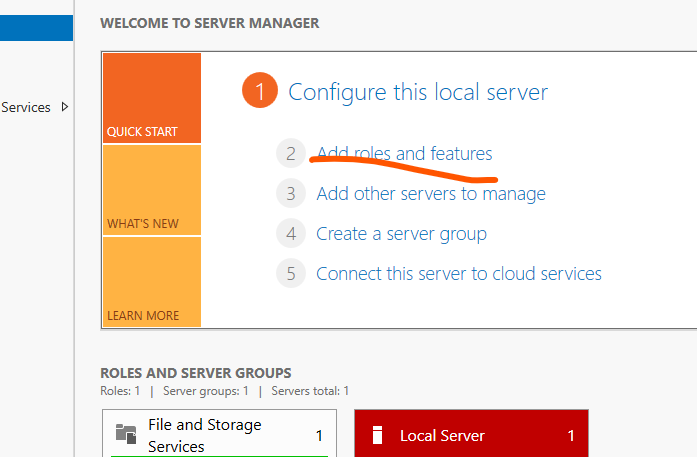 WELCOME TO SERVER MANAGER
1 Configure this local server
Services
QUICK START
2 Add roles and features
3 Add other servers to manage
WHAT'S NEW
4 Create a server group
5 Connect this server to cloud services
LEARN MORE
ROLES AND SERVER GROUPS
Roles: 1 | Server groups: 1 | Servers total: 1
File and Storage
Services 1
Local Server 1